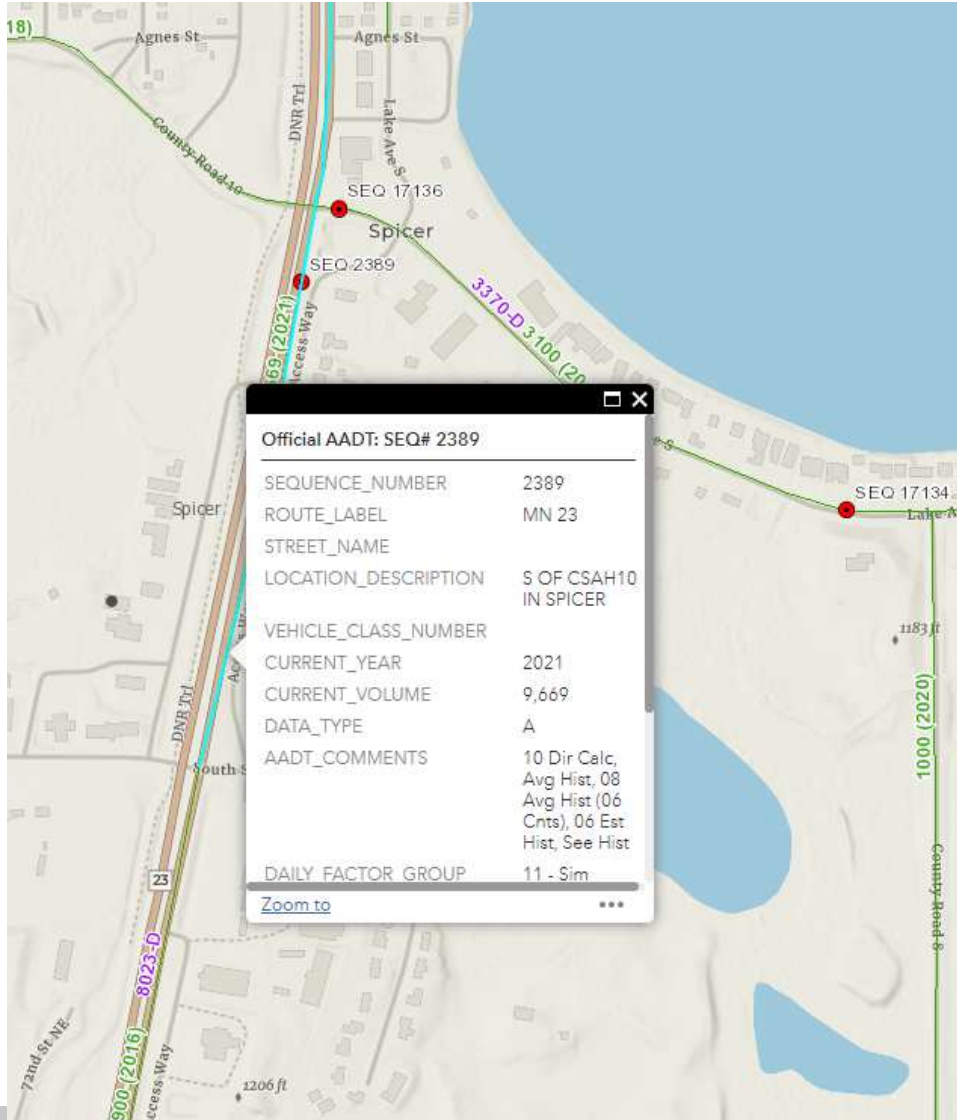 18)
Agnes St
Agnes St
DNR Trl
Lake Ave S
County Road 10
SEQ 17136
Spicer
SEQ 2389
3370-D 3100 (20
69 (2021)
Access Way
Official AADT: SEQ# 2389
SEQUENCE_NUMBER 2389
ROUTE_LABEL MN 23
STREET_NAME
LOCATION_DESCRIPTION S OF CSAH10
IN SPICER
VEHICLE_CLASS_NUMBER
CURRENT_YEAR 2021
CURRENT_VOLUME 9,669
DATA_TYPE A
AADT_COMMENTS 10 Dir Calc,
Avg Hist, 08
Avg Hist (06
Cnts), 06 Est
Hist, See Hist
DAILY_FACTOR_GROUP 11 - Sim
Zoom to
Spicer
SEQ 17134
Lake A
1183 ft
DNR Trl
South S
1000 (2020)
County Road 8
23
8023-D
72nd St NE
900 (2016)
ccess Way
1206 ft